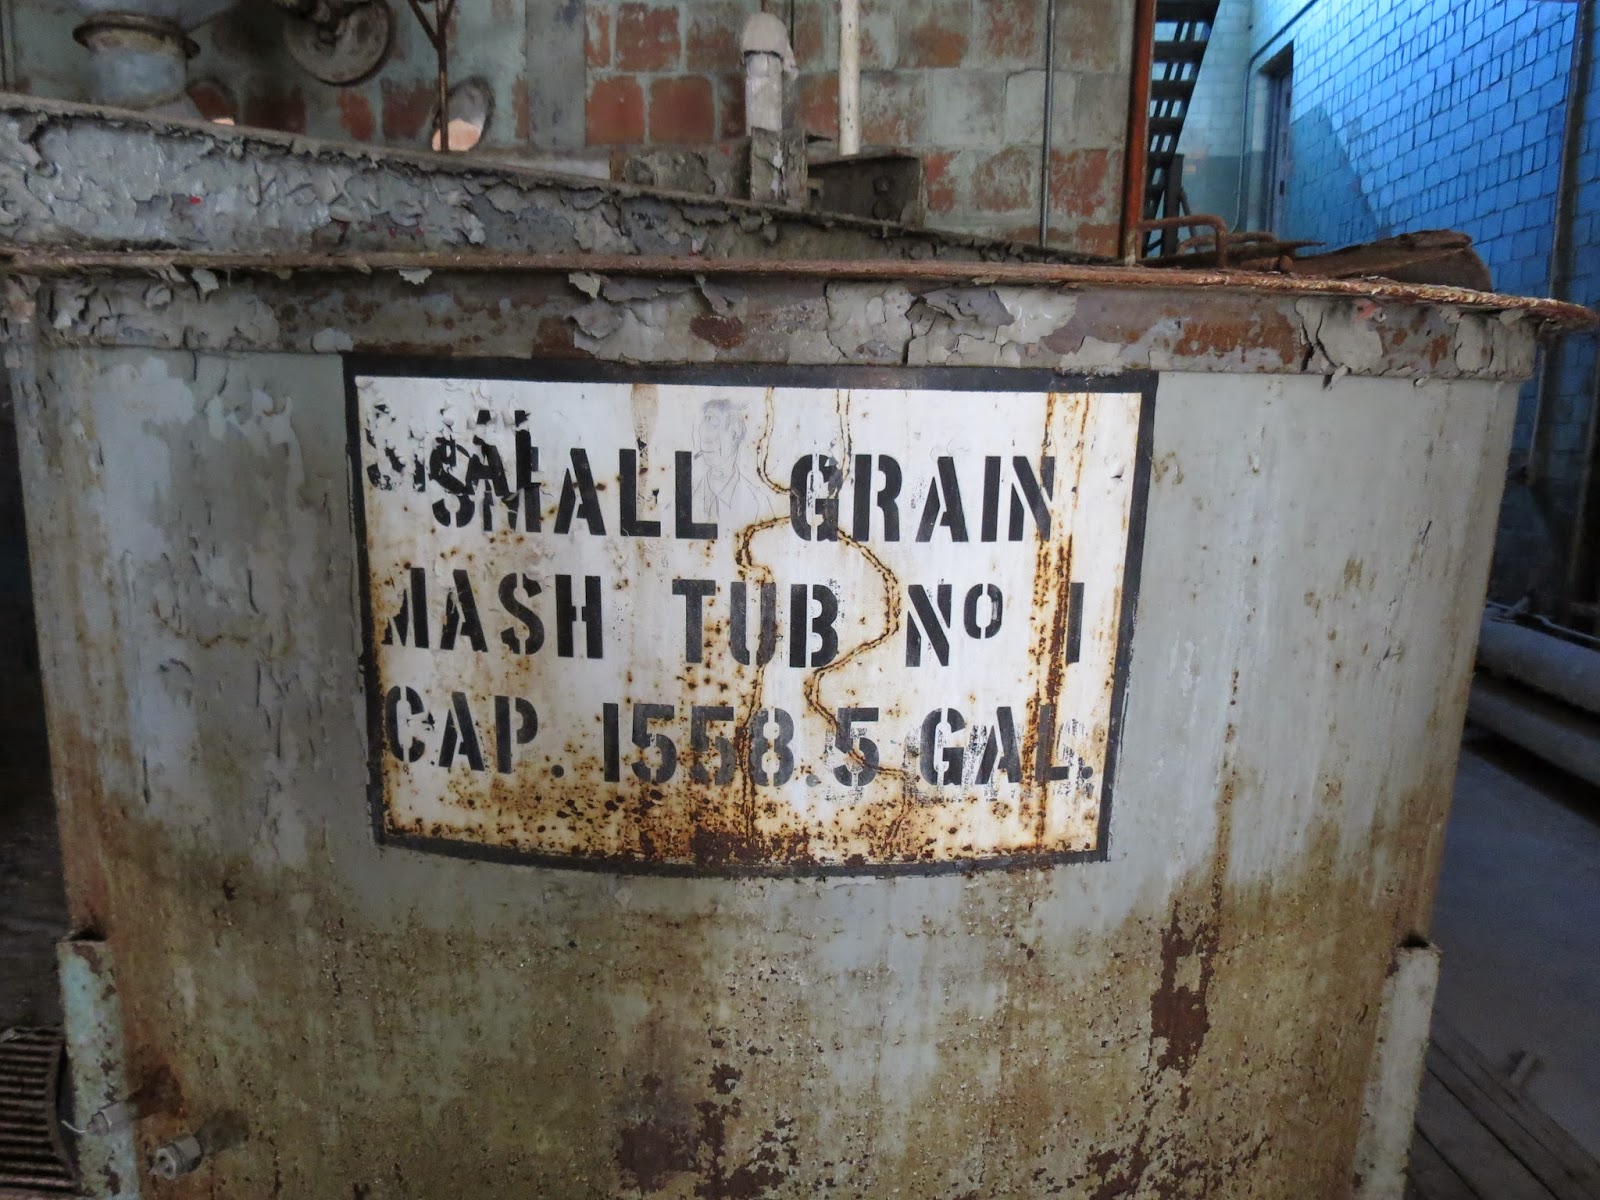 SMALL GRAIN
MASH TUB Nº 1
CAP. 1558.5 GAL.